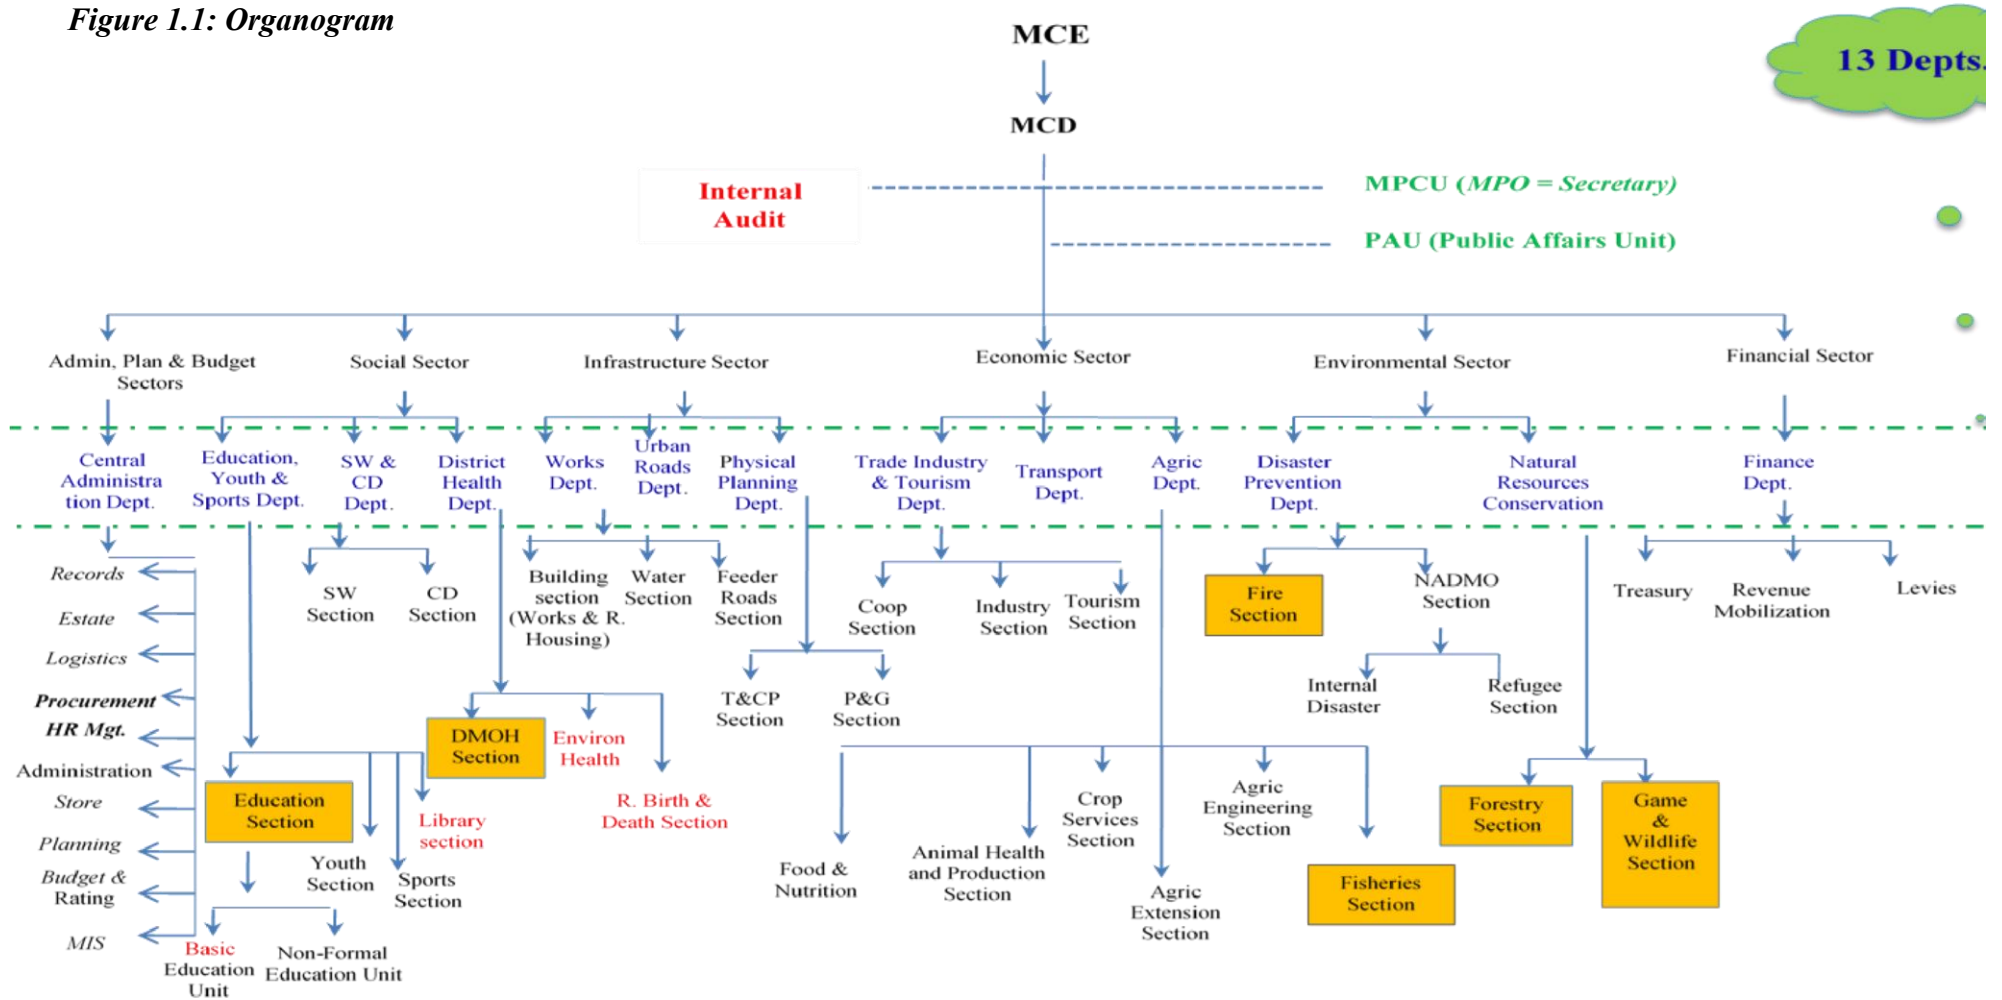 Figure 1.1: Organogram
MCE
13 Depts.
MCD
Internal
Audit
MPCU (MPO = Secretary)
PAU (Public Affairs Unit)
Admin, Plan & Budget
Sectors
Social Sector
Infrastructure Sector
Economic Sector
Environmental Sector
Financial Sector
Central
Administra
tion Dept.
Education,
Youth &
Sports Dept.
SW &
CD
Dept.
District
Health
Dept.
Works
Dept.
Urban
Roads
Dept.
Physical
Planning
Dept.
Trade Industry
& Tourism
Dept.
Transport
Dept.
Agric
Dept.
Disaster
Prevention
Dept.
Natural
Resources
Conservation
Finance
Dept.
Records
Estate
Logistics
Procurement
HR Mgt.
Administration
Store
Planning
Budget &
Rating
MIS
SW
Section
CD
Section
Building
section
(Works & R.
Housing)
Water
Section
Feeder
Roads
Section
Coop
Section
Industry
Section
Tourism
Section
Fire
Section
NADMO
Section
Treasury
Revenue
Mobilization
Levies
Internal
Disaster
Refugee
Section
T&CP
Section
P&G
Section
DMOH
Section
Environ
Health
R. Birth &
Death Section
Education
Section
Youth
Section
Sports
Section
Library
section
Basic
Education
Unit
Non-Formal
Education Unit
Food &
Nutrition
Animal Health
and Production
Section
Crop
Services
Section
Agric
Extension
Section
Agric
Engineering
Section
Fisheries
Section
Forestry
Section
Game
&
Wildlife
Section